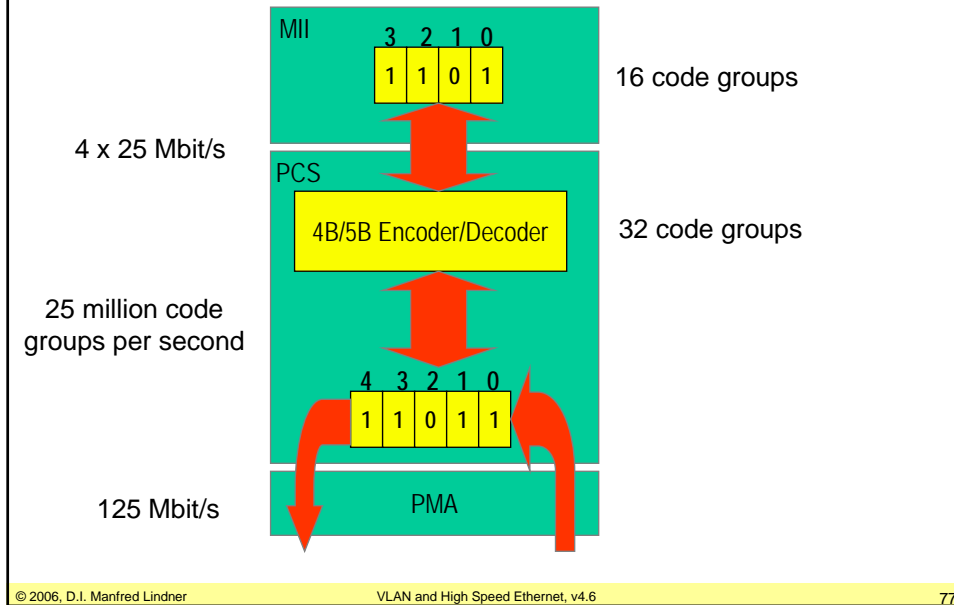 MII
3 2 1 0
1 1 0 1
16 code groups
4 x 25 Mbit/s
PCS
4B/5B Encoder/Decoder
32 code groups
25 million code
groups per second
4 3 2 1 0
1 1 0 1 1
125 Mbit/s
PMA
© 2006, D.I. Manfred Lindner
VLAN and High Speed Ethernet, v4.6
77